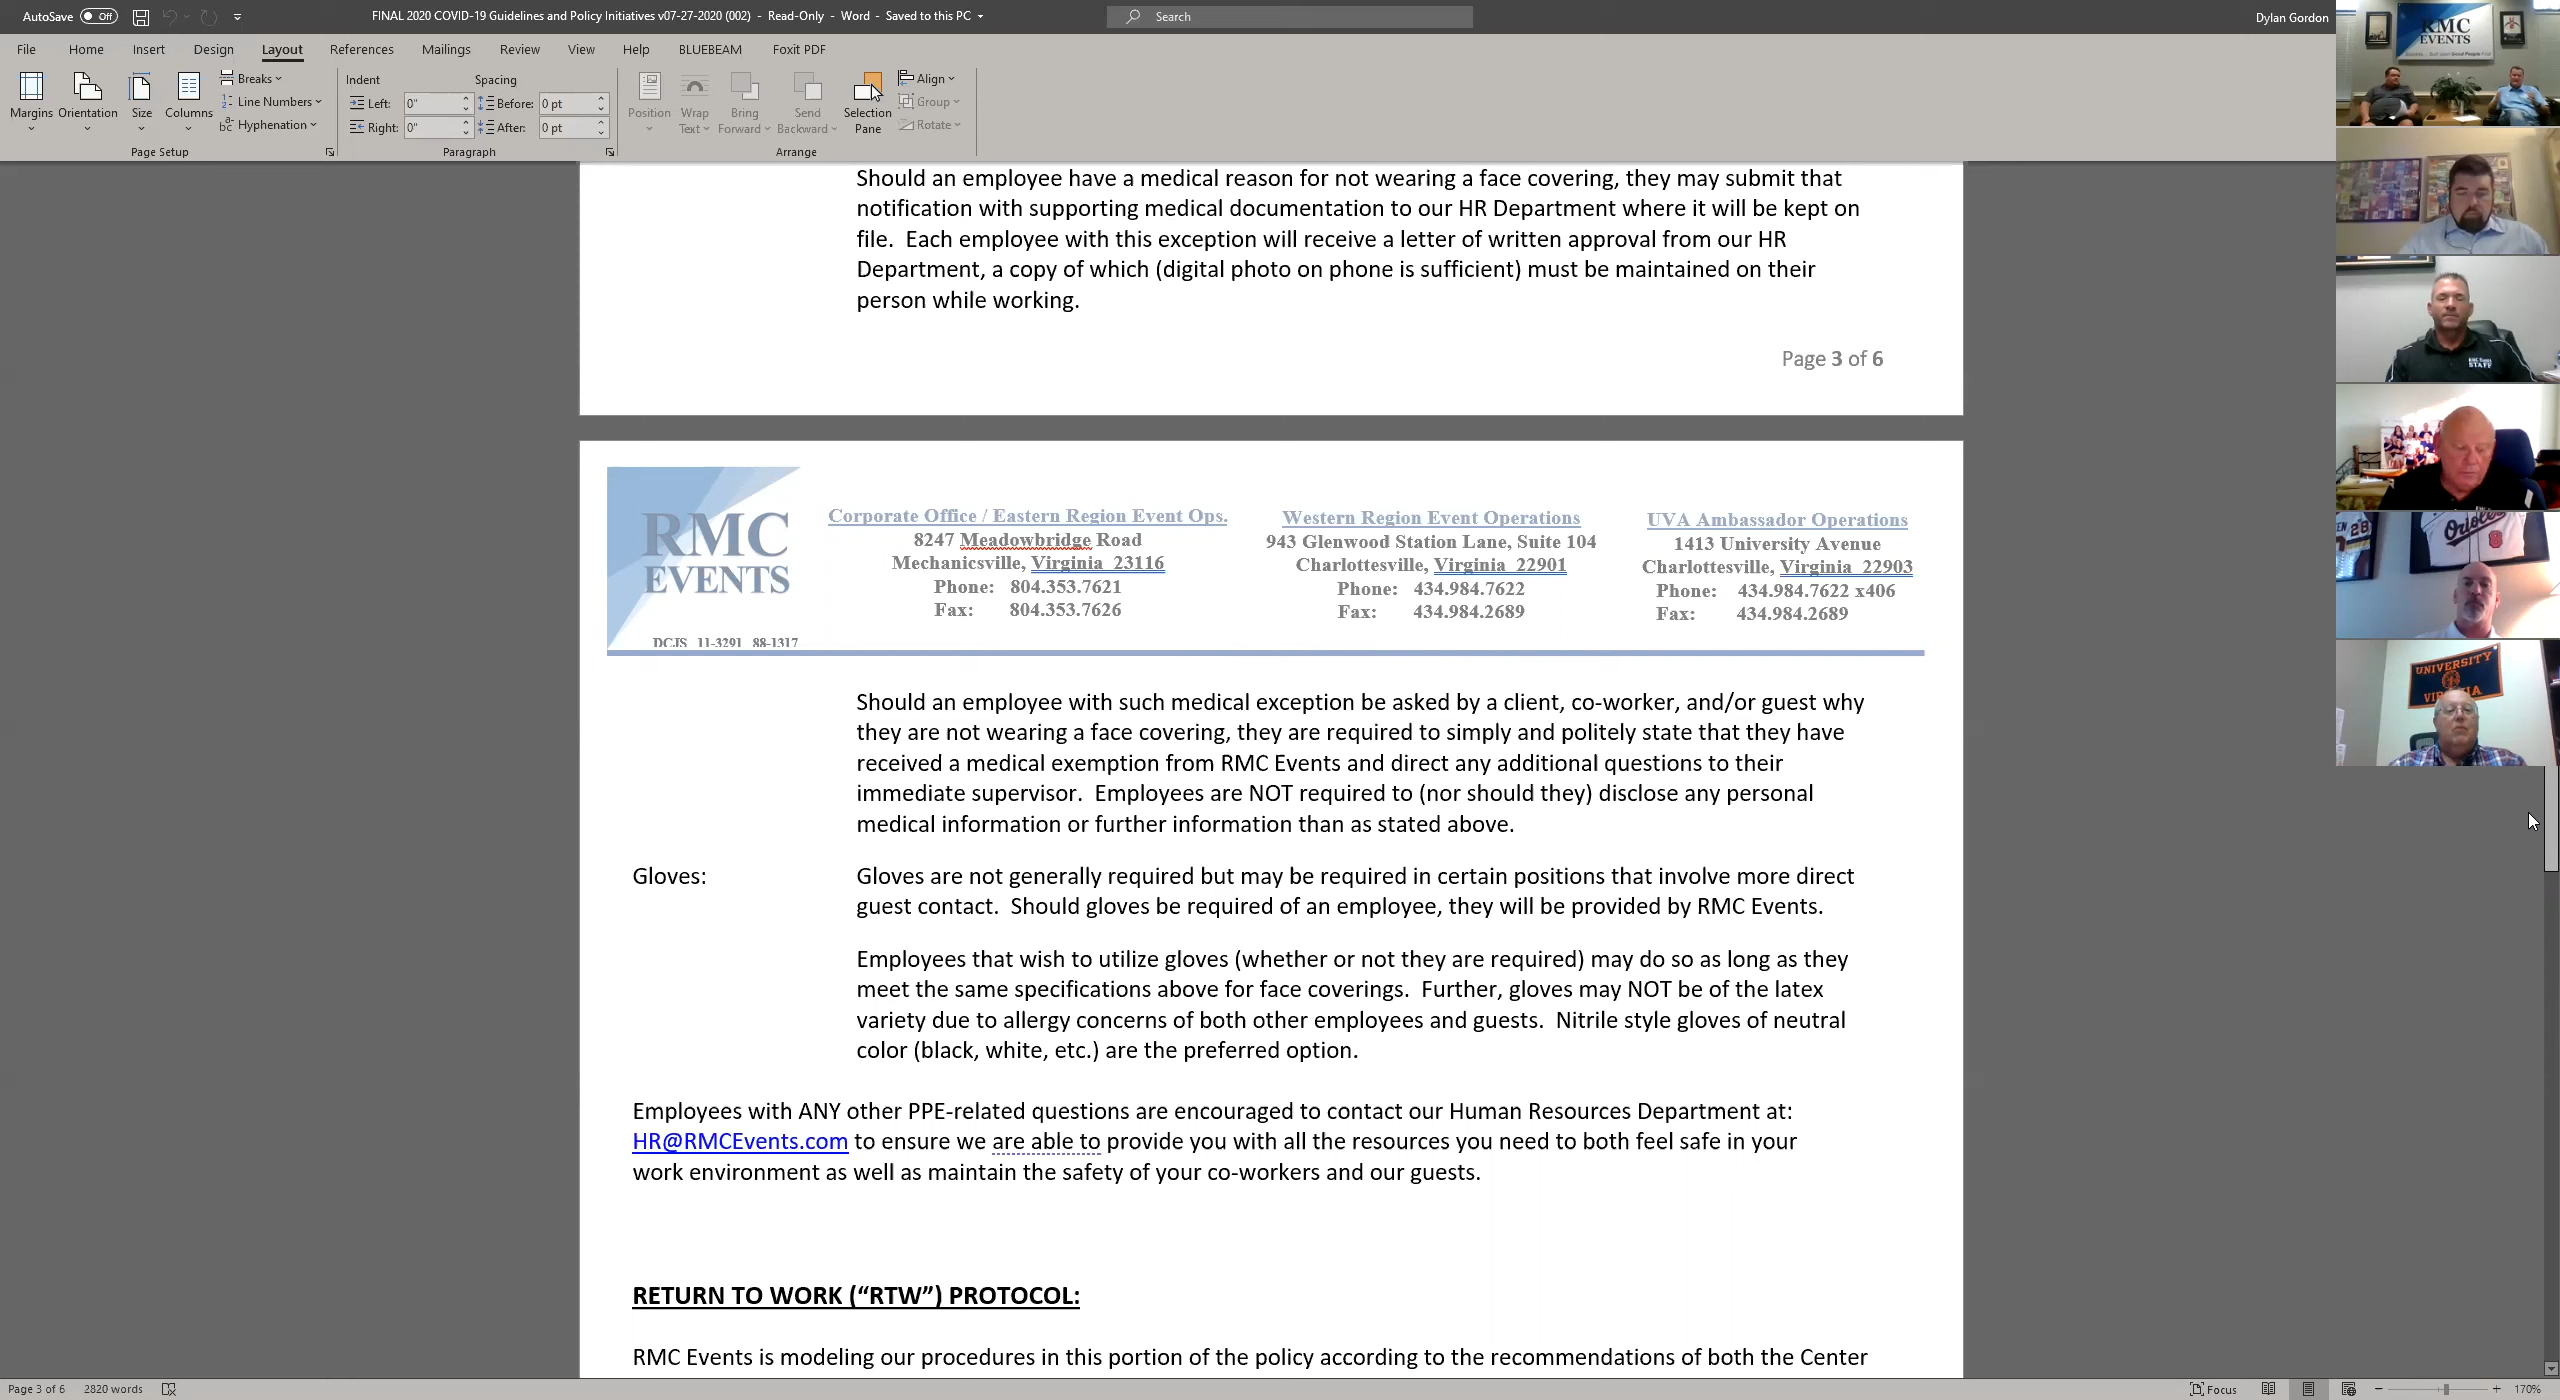 AutoSave Off
FINAL 2020 COVID-19 Guidelines and Policy Initiatives v07-27-2020 (002) - Read-Only - Word - Saved to this PC
Search
Dylan Gordon
File Home Insert Design Layout References Mailings Review View Help BLUEBEAM Foxit PDF
Margins
Orientation
Size
Columns
Breaks
Line Numbers
Hyphenation
Page Setup
Indent
Left: 0"
Right: 0"
Spacing
Before: 0 pt
After: 0 pt
Paragraph
Position
Wrap
Text
Bring
Forward
Send
Backward
Selection
Pane
Align
Group
Rotate
Arrange
Should an employee have a medical reason for not wearing a face covering, they may submit that
notification with supporting medical documentation to our HR Department where it will be kept on
file. Each employee with this exception will receive a letter of written approval from our HR
Department, a copy of which (digital photo on phone is sufficient) must be maintained on their
person while working.
Page 3 of 6
RMC
EVENTS
DCJS 11-3291 88-1317
Corporate Office / Eastern Region Event Ops.
8247 Meadowbridge Road
Mechanicsville, Virginia 23116
Phone: 804.353.7621
Fax: 804.353.7626
Western Region Event Operations
943 Glenwood Station Lane, Suite 104
Charlottesville, Virginia 22901
Phone: 434.984.7622
Fax: 434.984.2689
UVA Ambassador Operations
1413 University Avenue
Charlottesville, Virginia 22903
Phone: 434.984.7622 x406
Fax: 434.984.2689
Should an employee with such medical exception be asked by a client, co-worker, and/or guest why
they are not wearing a face covering, they are required to simply and politely state that they have
received a medical exemption from RMC Events and direct any additional questions to their
immediate supervisor. Employees are NOT required to (nor should they) disclose any personal
medical information or further information than as stated above.
Gloves: Gloves are not generally required but may be required in certain positions that involve more direct
guest contact. Should gloves be required of an employee, they will be provided by RMC Events.
Employees that wish to utilize gloves (whether or not they are required) may do so as long as they
meet the same specifications above for face coverings. Further, gloves may NOT be of the latex
variety due to allergy concerns of both other employees and guests. Nitrile style gloves of neutral
color (black, white, etc.) are the preferred option.
Employees with ANY other PPE-related questions are encouraged to contact our Human Resources Department at:
HR@RMCEvents.com to ensure we are able to provide you with all the resources you need to both feel safe in your
work environment as well as maintain the safety of your co-workers and our guests.
RETURN TO WORK (“RTW”) PROTOCOL:
RMC Events is modeling our procedures in this portion of the policy according to the recommendations of both the Center
Page 3 of 6 2820 words
Focus
170%
RMC
EVENTS
STAFF
Orioles
8
UNIVERSITY